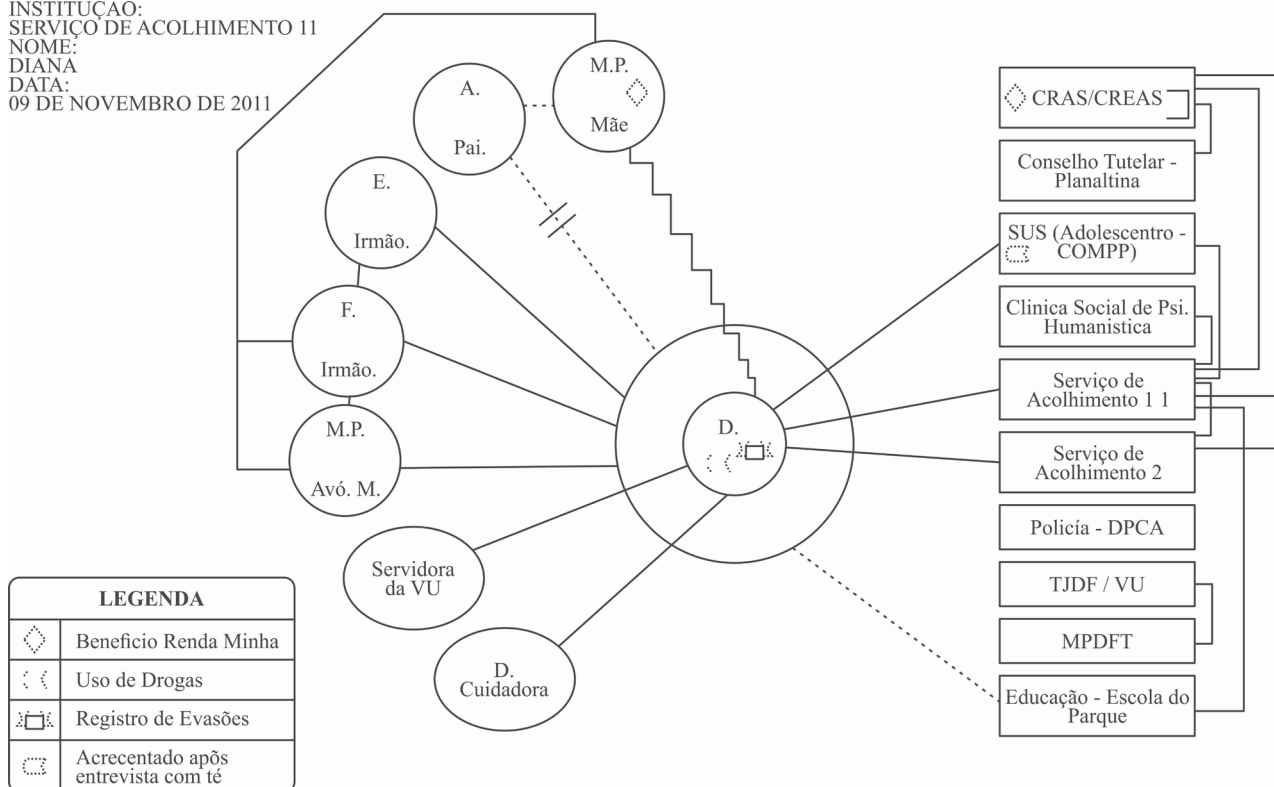 INSTITUÇAO:
SERVIÇO DE ACOLHIMENTO 11
NOME:
DIANA
DATA:
09 DE NOVEMBRO DE 2011
M.P.
Mãe
A.
Pai.
E.
Irmão.
F.
Irmão.
M.P.
Avó. M.
Servidora
da VU
D.
Cuidadora
D.
CRAS/CREAS
Conselho Tutelar -
Planaltina
SUS (Adolescentro -
COMPP)
Clinica Social de Psi.
Humanistica
Serviço de
Acolhimento 1 1
Serviço de
Acolhimento 2
Policía - DPCA
TJDF / VU
MPDFT
Educação - Escola do
Parque
LEGENDA
Beneficio Renda Minha
Uso de Drogas
Registro de Evasões
Acrecentado apõs
entrevista com té